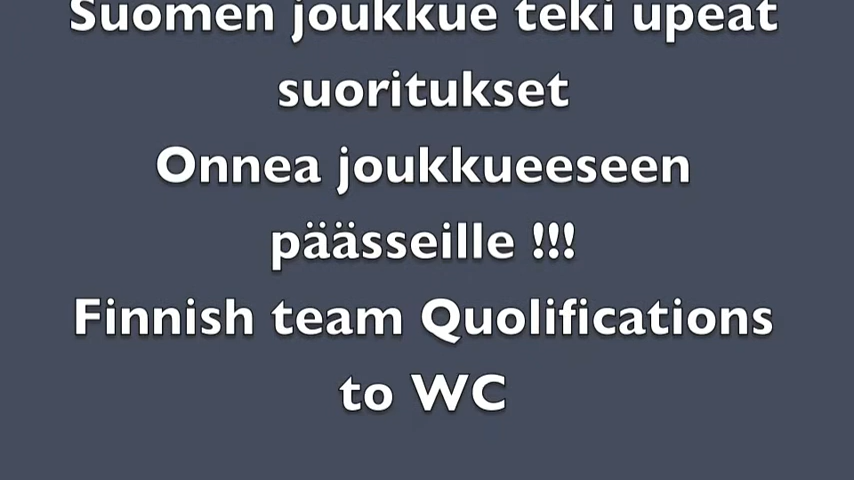 Suomen joukkue teki upeat
suoritukset
Onnea joukkueeseen
päässeille !!!
Finnish team Quolifications
to WC